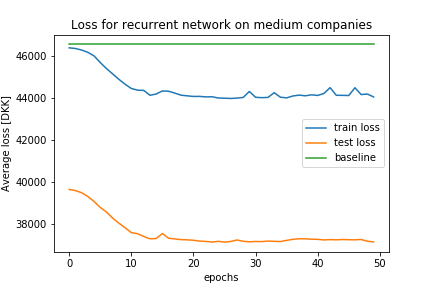 Loss for recurrent network on medium companies
46000
44000
42000
40000
38000
Average loss [DKK]
train loss
test loss
baseline
0
10
20
30
40
50
epochs